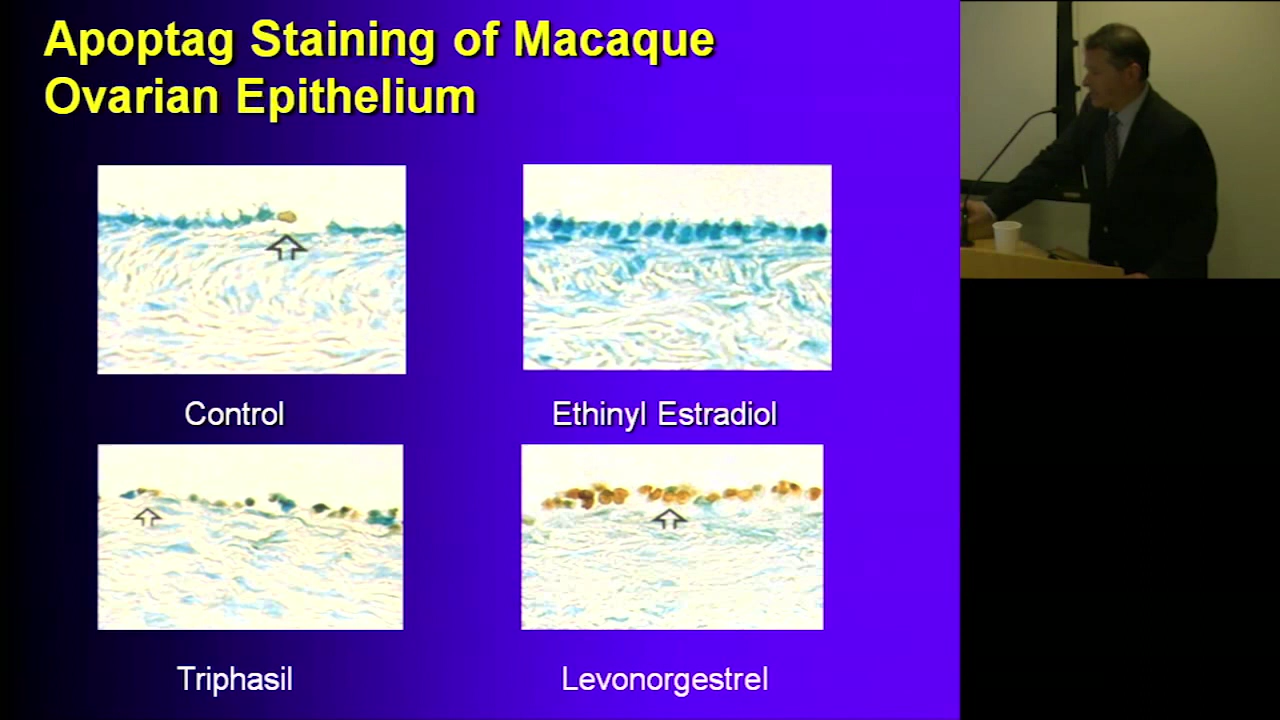 Apoptag Staining of Macaque
Ovarian Epithelium
Control
Ethinyl Estradiol
Triphasil
Levonorgestrel